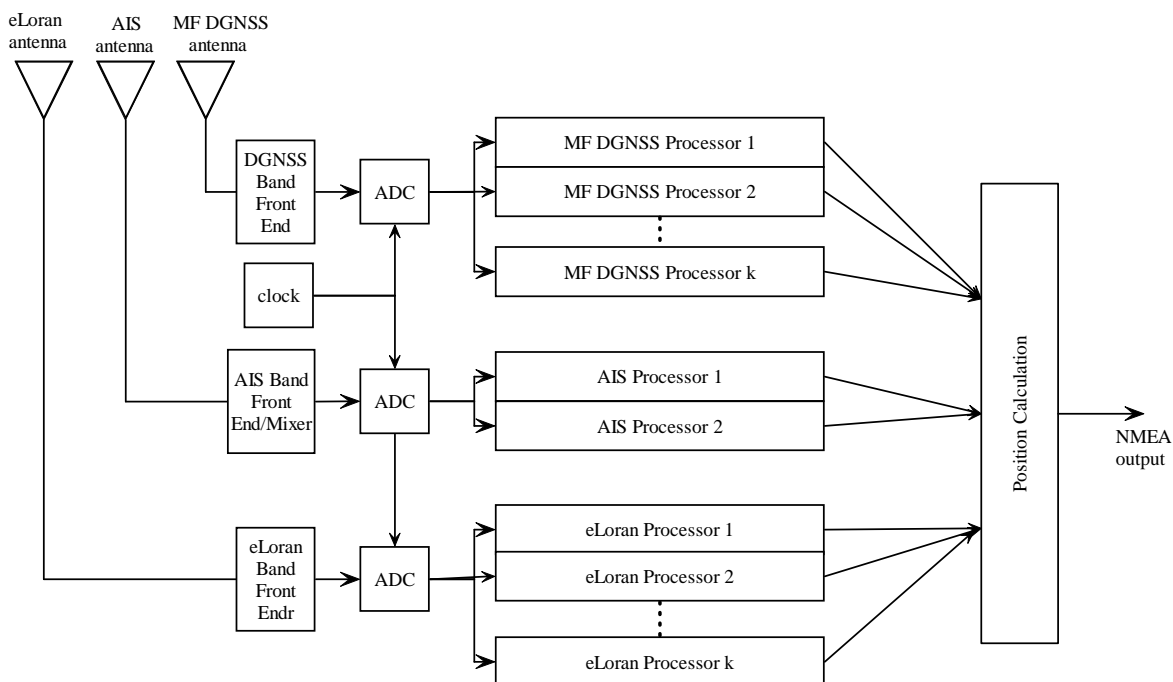 eLoran
antenna
AIS
antenna
MF DGNSS
antenna
DGNSS
Band
Front
End
ADC
MF DGNSS Processor 1
MF DGNSS Processor 2
MF DGNSS Processor k
clock
AIS Band
Front
End/Mixer
ADC
AIS Processor 1
AIS Processor 2
eLoran
Band
Front
Endr
ADC
eLoran Processor 1
eLoran Processor 2
eLoran Processor k
Position Calculation
NMEA
output